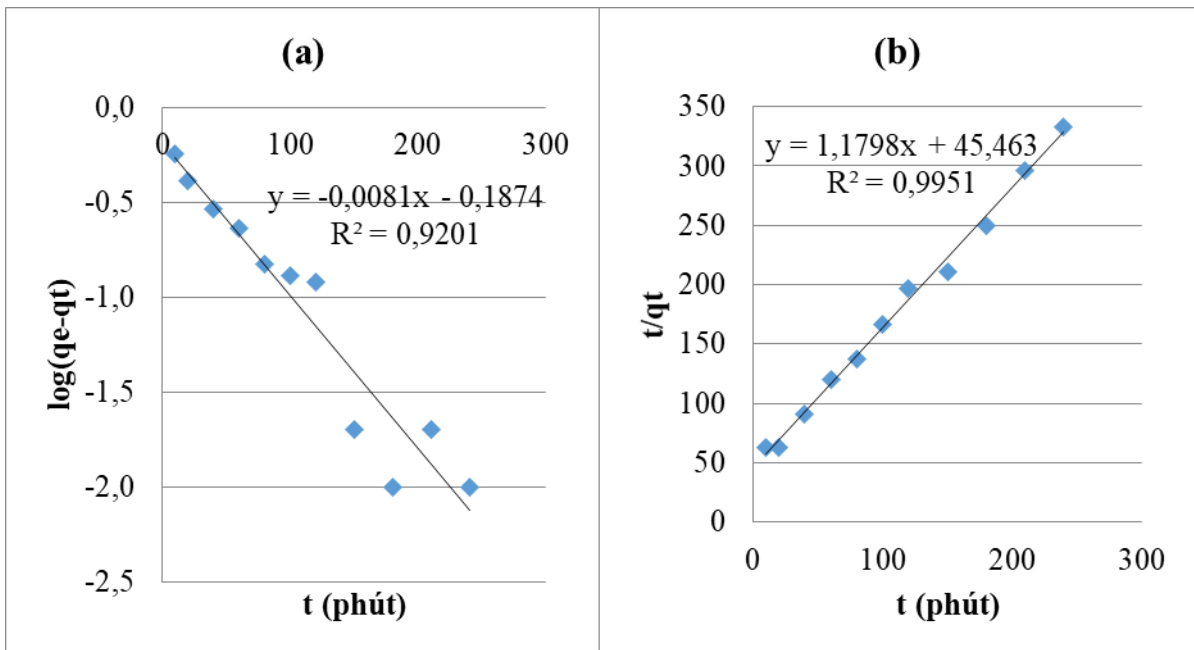 (a)
0,0
0
100
200
300
y = -0,0081x - 0,1874
R² = 0,9201
-0,5
-1,0
-1,5
-2,0
-2,5
log(qe-qt)
t (phút)
(b)
350
y = 1,1798x + 45,463
R² = 0,9951
300
250
200
150
100
50
0
t/qt
0
100
200
300
t (phút)